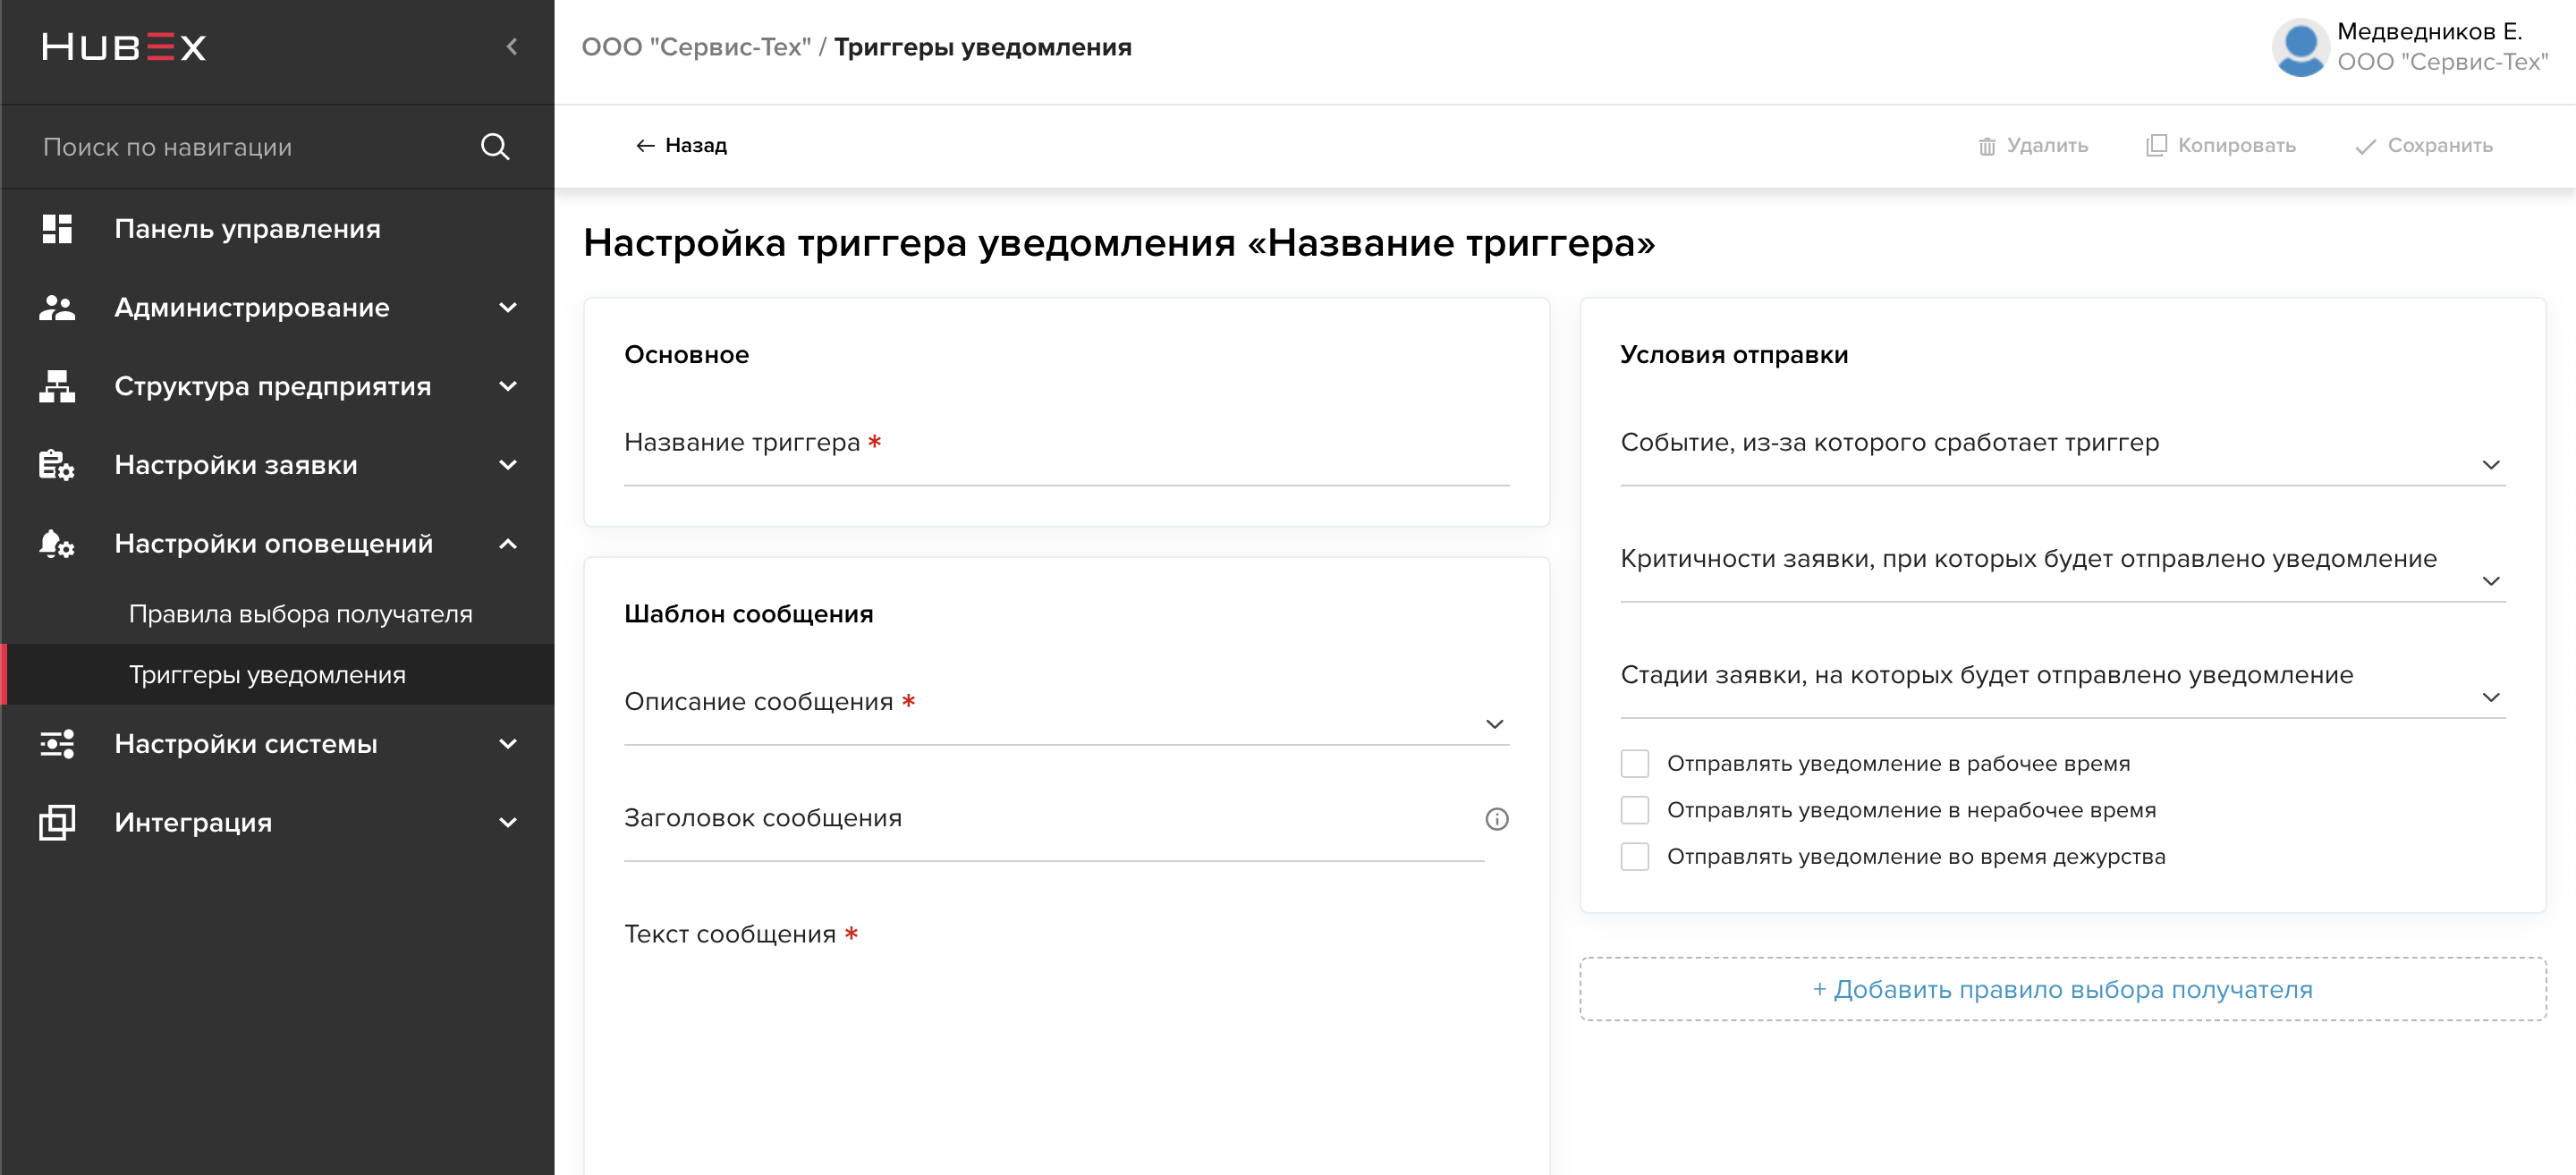 HUBEX
Поиск по навигации
Панель управления
Администрирование
Структура предприятия
Настройки заявки
Настройки оповещений
Правила выбора получателя
Триггеры уведомления
Настройки системы
Интеграция
ООО "Сервис-Тех" / Триггеры уведомления
Медведников Е.
ООО "Сервис-Тех"
← Назад
Удалить
Копировать
Сохранить
Настройка триггера уведомления «Название триггера»
Основное
Название триггера *
Шаблон сообщения
Описание сообщения *
Заголовок сообщения
Текст сообщения *
Условия отправки
Событие, из-за которого сработает триггер
Критичности заявки, при которых будет отправлено уведомление
Стадии заявки, на которых будет отправлено уведомление
Отправлять уведомление в рабочее время
Отправлять уведомление в нерабочее время
Отправлять уведомление во время дежурства
+ Добавить правило выбора получателя